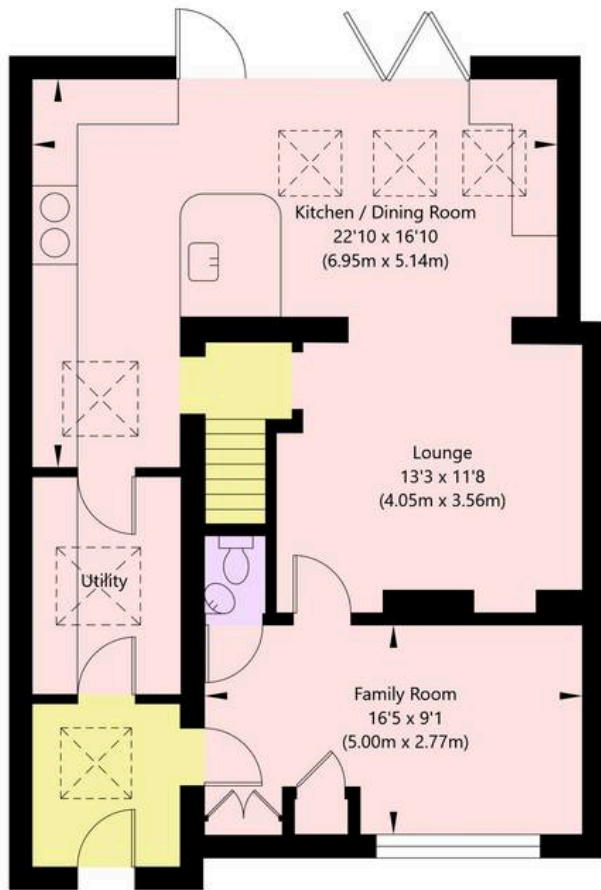 Kitchen / Dining Room
22'10 x 16'10
(6.95m x 5.14m)
Lounge
13'3 x 11'8
(4.05m x 3.56m)
Utility
Family Room
16'5 x 9'1
(5.00m x 2.77m)